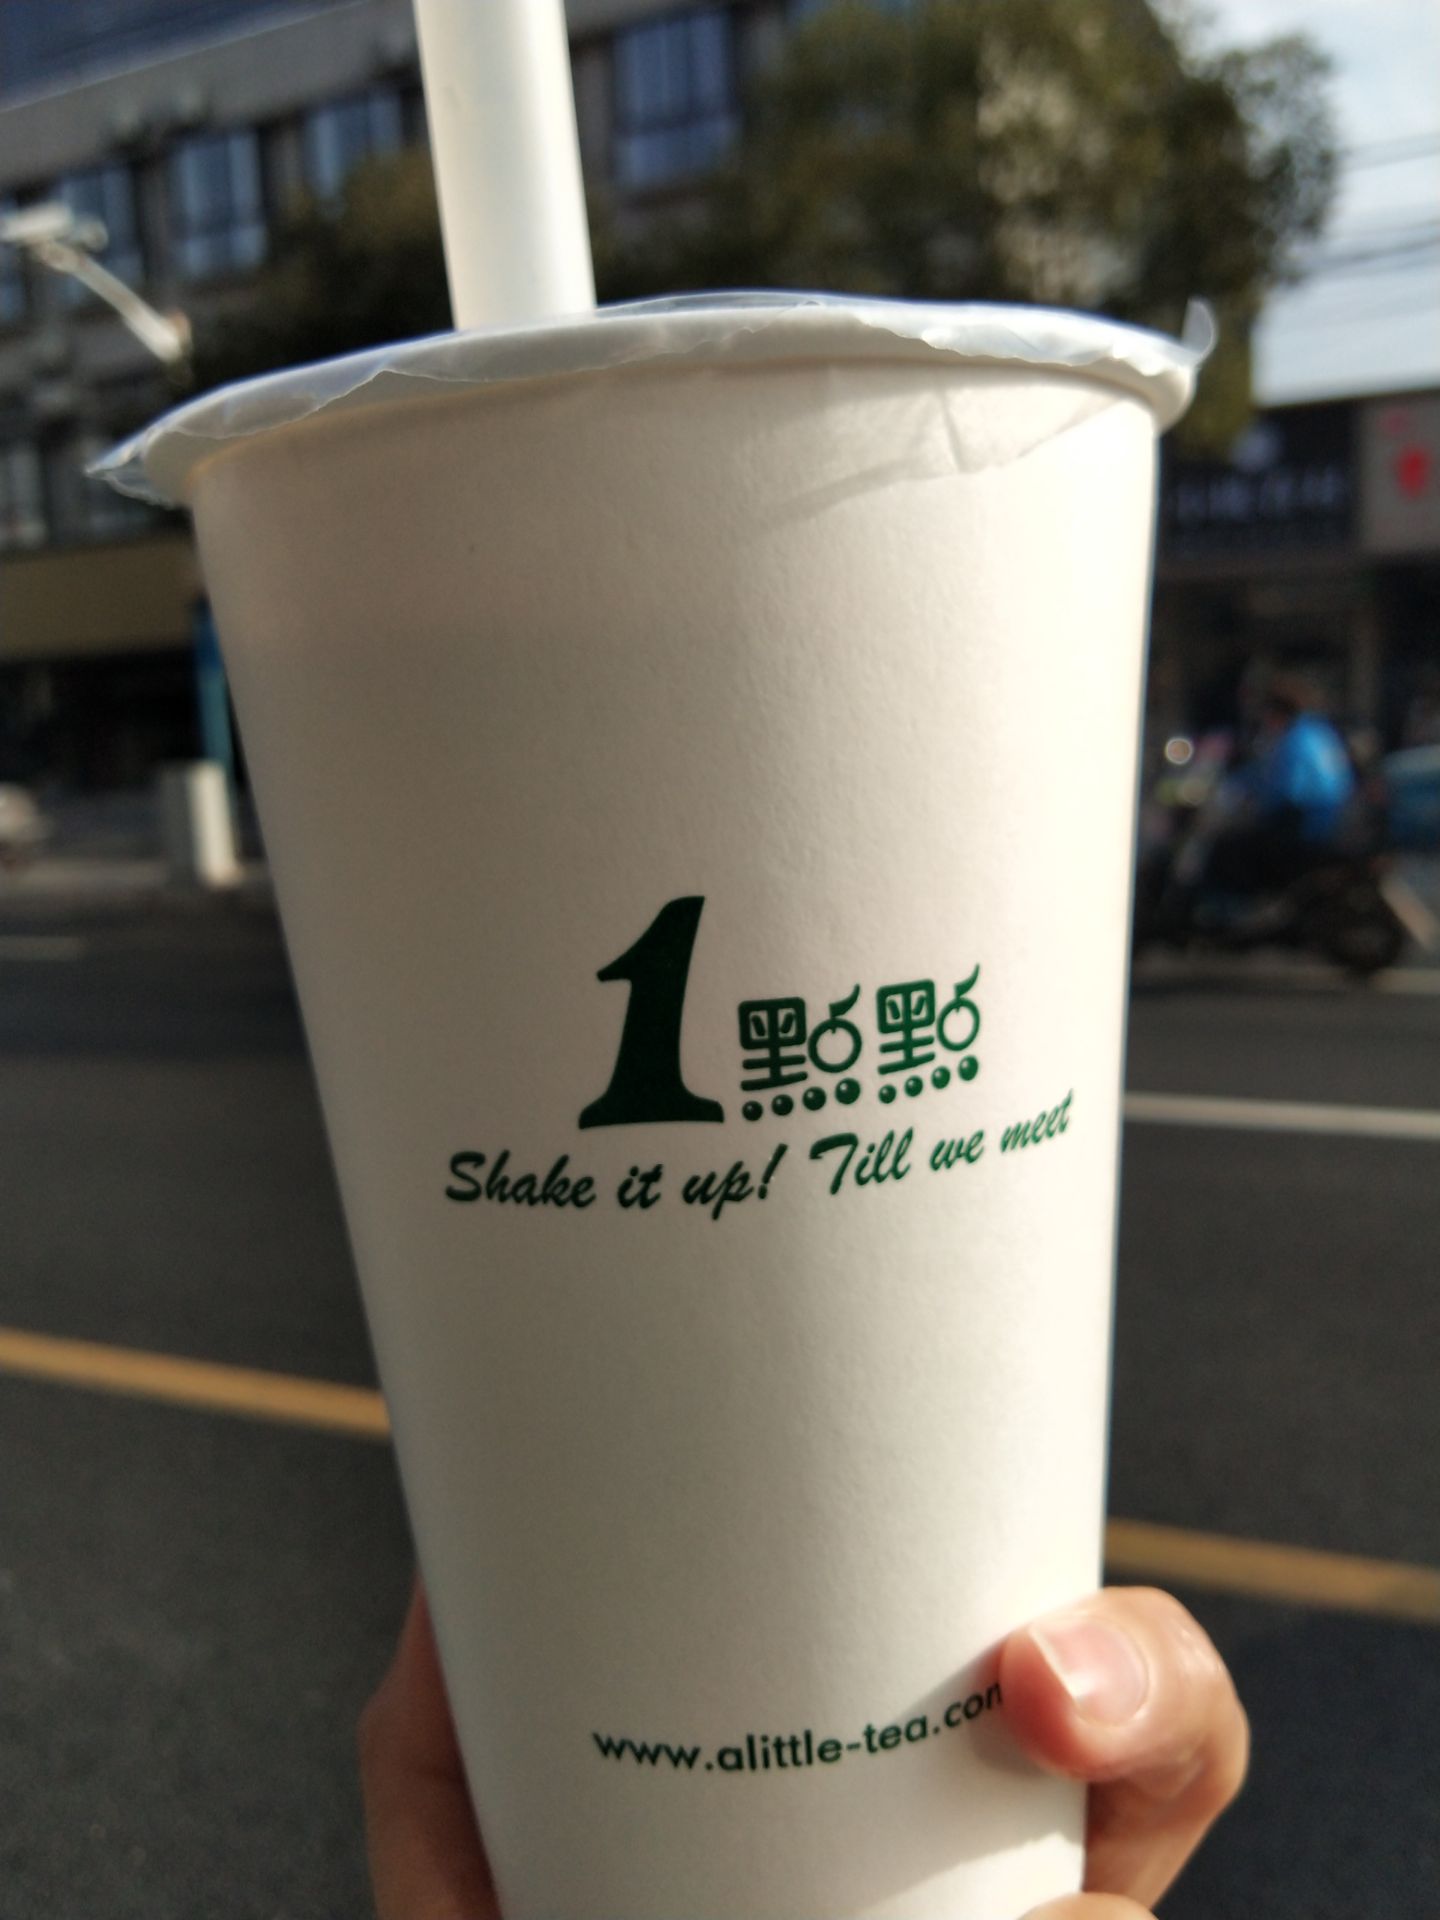 1點點
Shake it up! Till we meet
www.alittle-tea.com